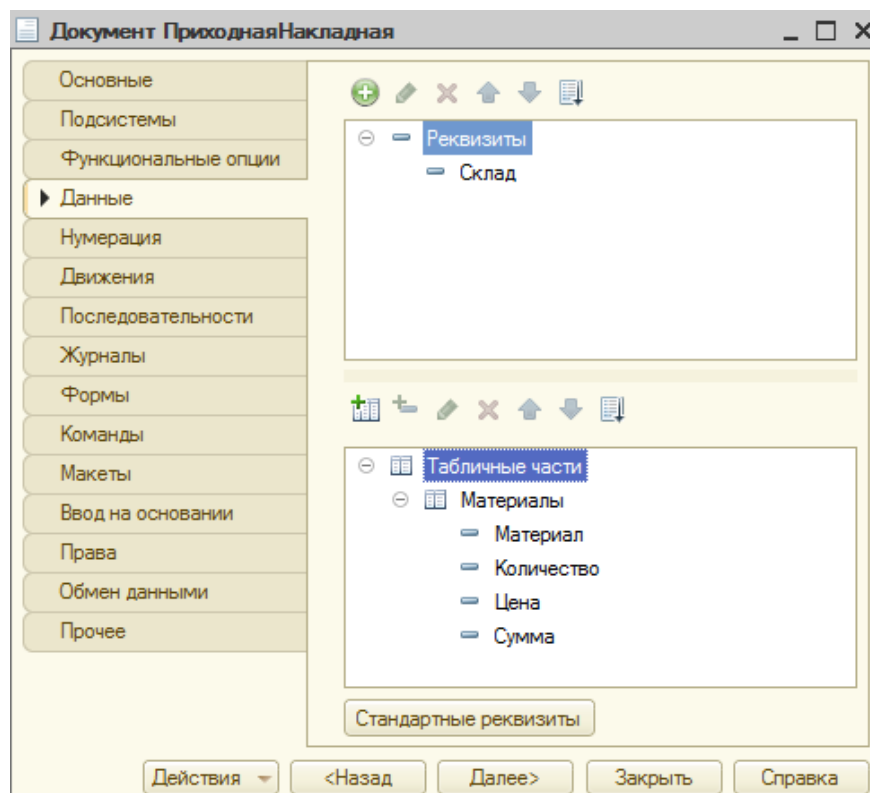 Документ ПриходнаяНакладная
Основные
Подсистемы
Функциональные опции
Данные
Нумерация
Движения
Последовательности
Журналы
Формы
Команды
Макеты
Ввод на основании
Права
Обмен данными
Прочее
Реквизиты
Склад
Табличные части
Материалы
Материал
Количество
Цена
Сумма
Стандартные реквизиты
Действия
<Назад
Далее>
Закрыть
Справка